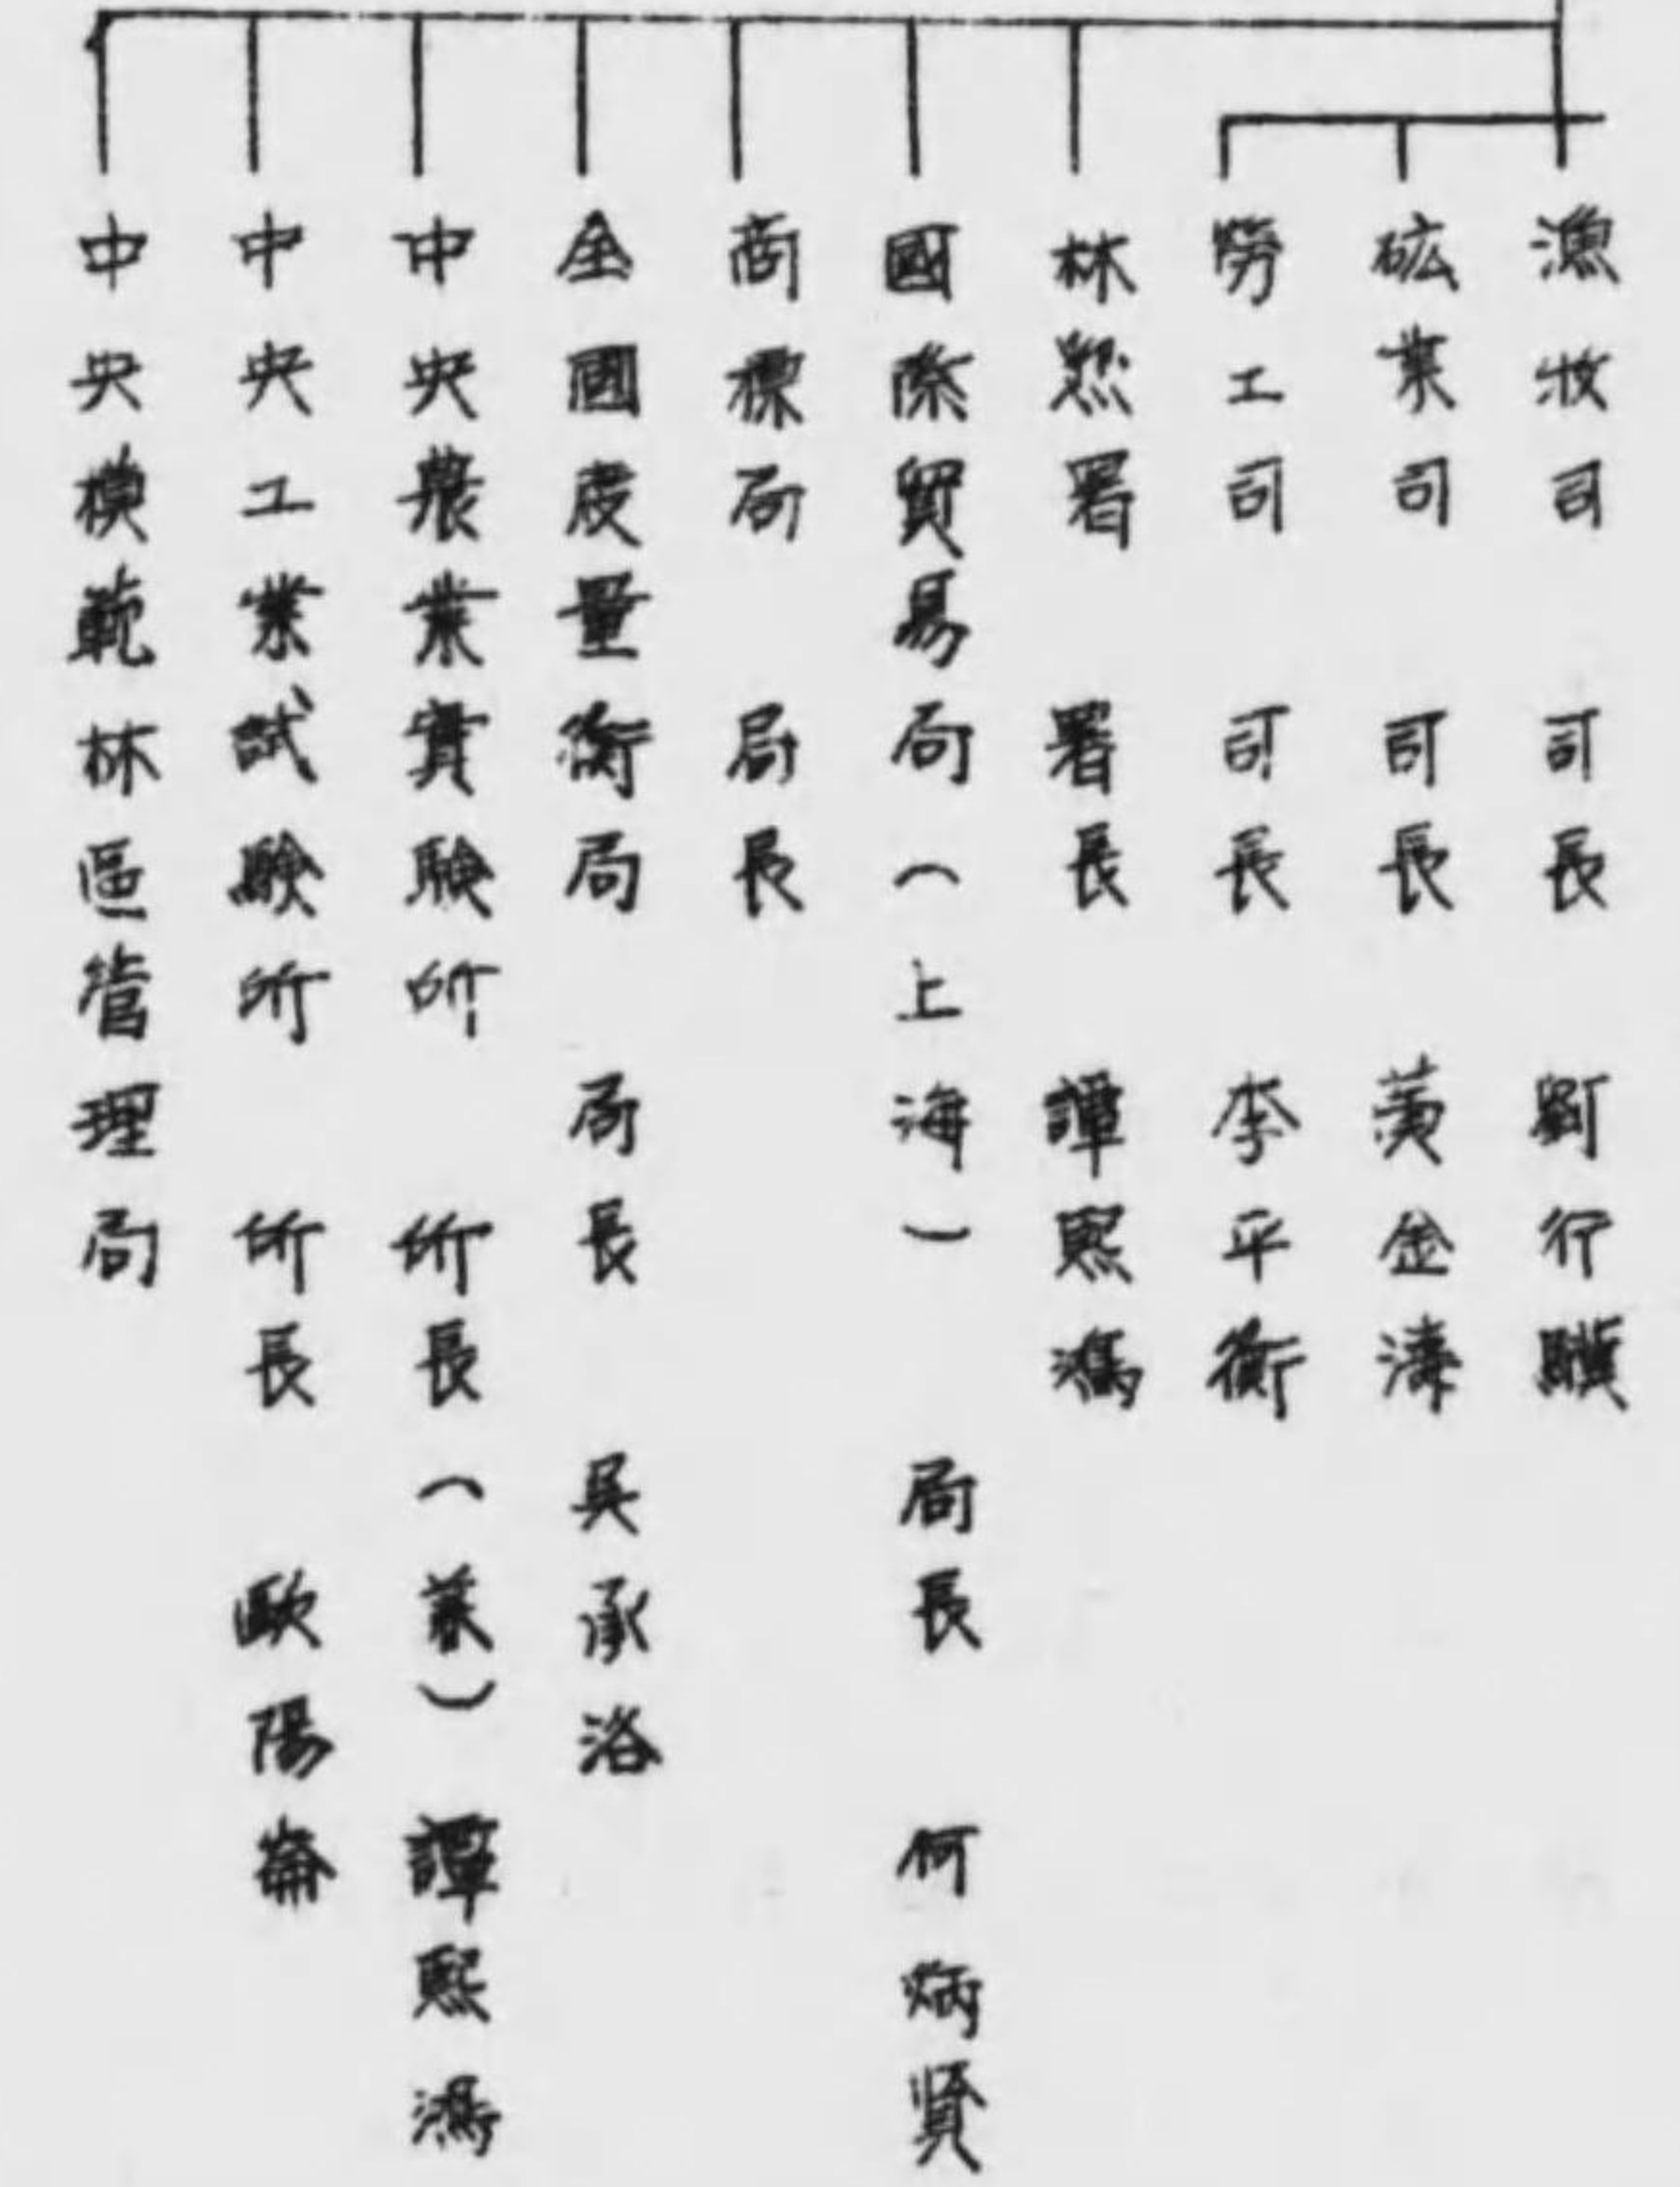 漁牧司 司長 劉行驥
砿業司 司長 黄金濤
勞工司 司長 李平衡
林墾署 署長 譚熙鴻
國際貿易局(上海) 局長 何炳賢
商標局 局長
全國度量衡局 局長 吳承洛
中央農業實驗所 所長(兼) 譚熙鴻
中央工業試驗所 所長 歐陽崙
中央模範林區管理局